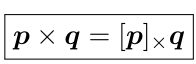 p × q = [p]×q